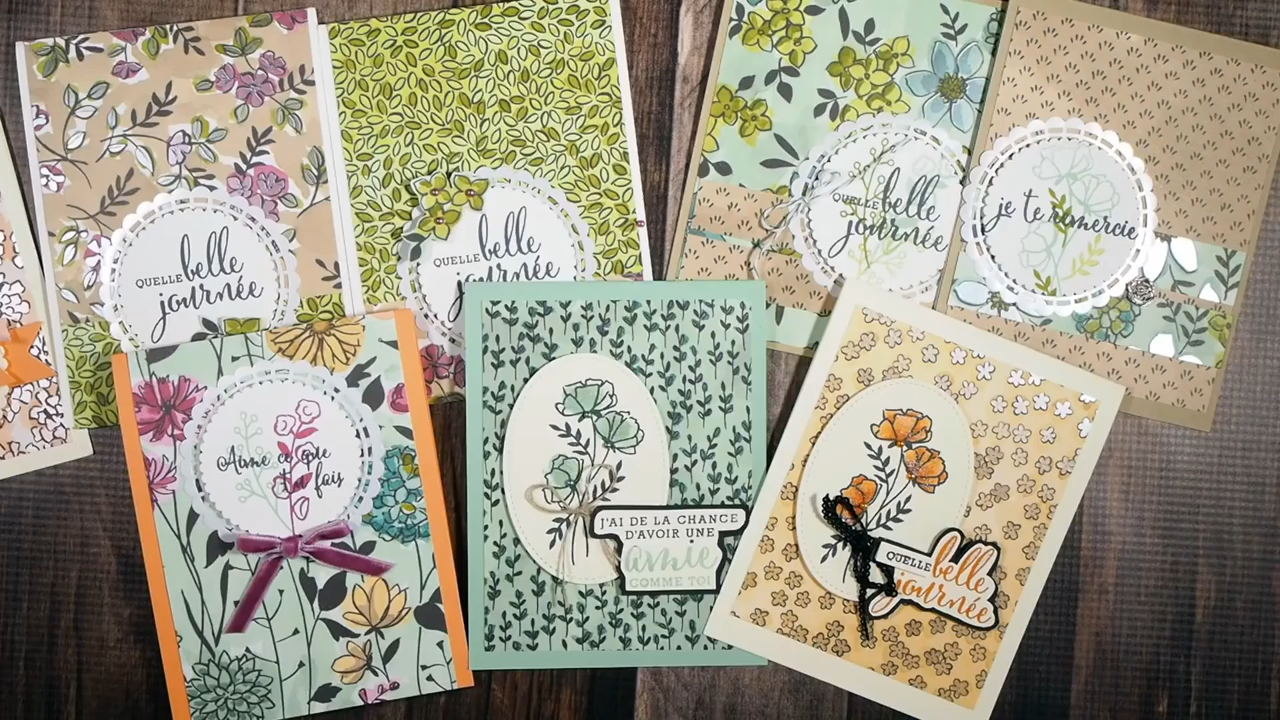 QUELLE belle
journée
QUELLE belle
journée
QUELLE belle
journée
je te remercie
Aime ce que
tu fais
J'AI DE LA CHANCE
D'AVOIR UNE
amie
COMME TOI
QUELLE belle
journée